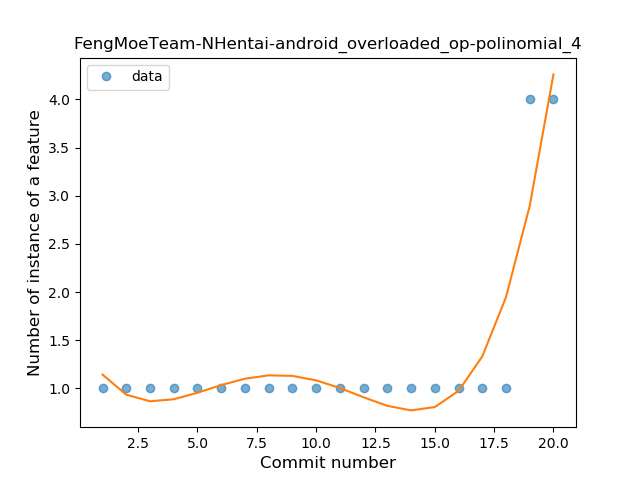 FengMoeTeam-NHentai-android_overloaded_op-polinomial_4
data
Number of instance of a feature
4.0
3.5
3.0
2.5
2.0
1.5
1.0
2.5 5.0 7.5 10.0 12.5 15.0 17.5 20.0
Commit number